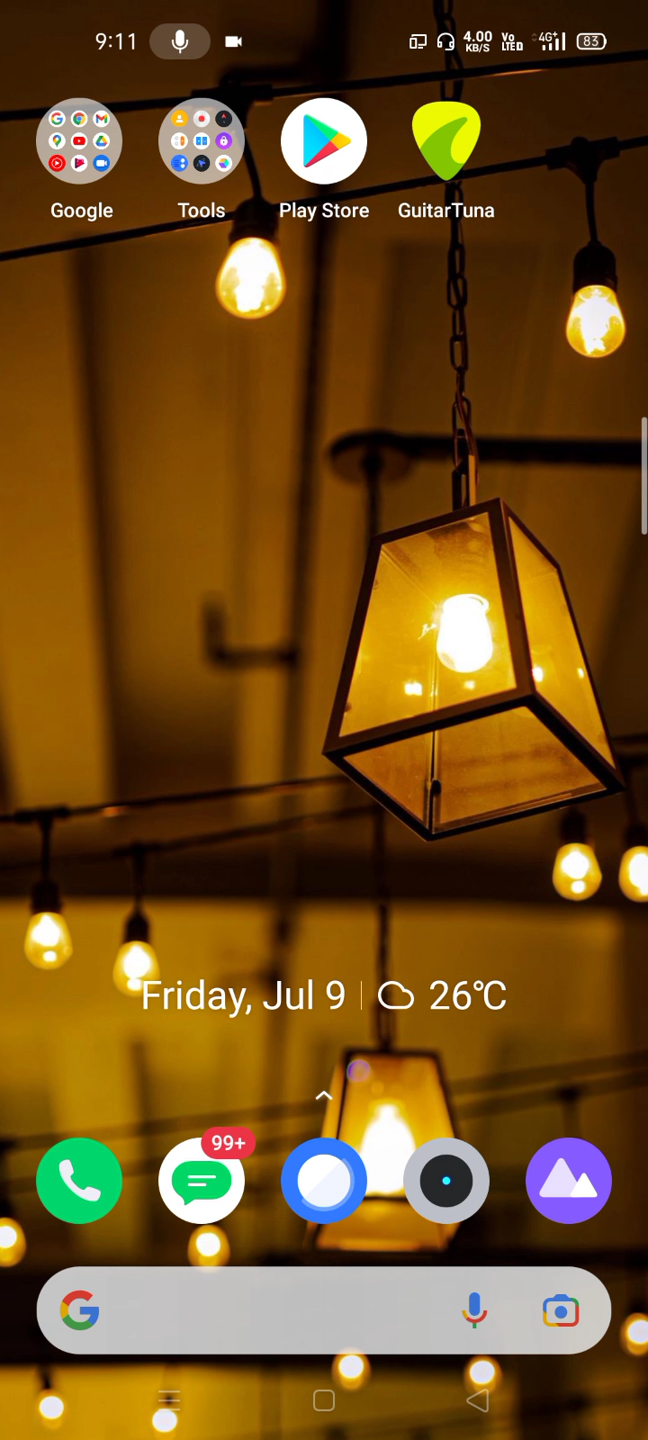 9:11
4.00
KB/S
Vo
LTE D
4G+
83
Google
Tools
Play Store
GuitarTuna
Friday, Jul 9
26℃
99+